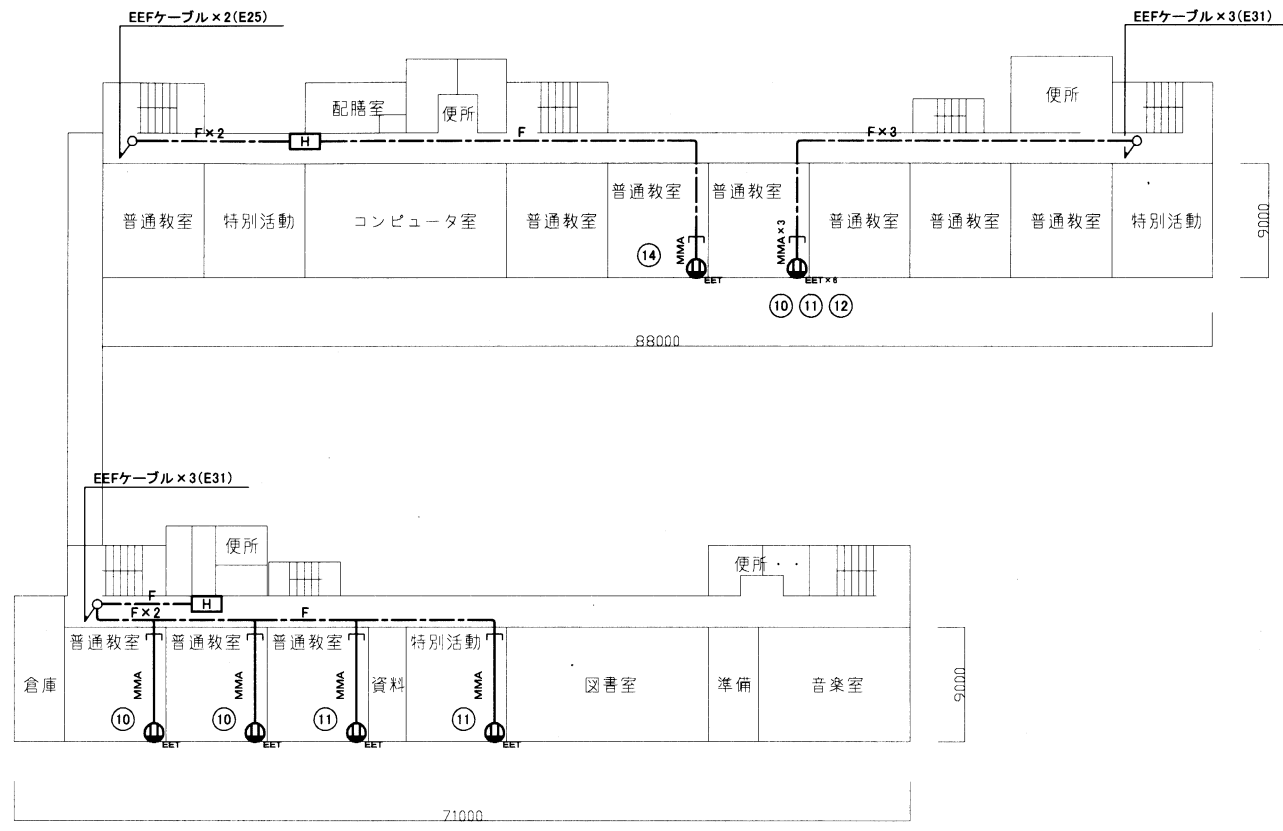 EEFケーブル×2(E25)
EEFケーブル×3(E31)
配膳室
便所
便所
F×2
H
F
F×3
普通教室
特別活動
コンピュータ室
普通教室
普通教室
普通教室
普通教室
普通教室
普通教室
特別活動
9000
MMA
MMA×3
14
EET
EET×6
10 11 12
88000
EEFケーブル×3(E31)
便所
便所
F
H
F×2
F
普通教室
普通教室
普通教室
特別活動
倉庫
資料
図書室
準備
音楽室
9000
MMA
MMA
MMA
MMA
10
10
11
11
EET
EET
EET
EET
71000